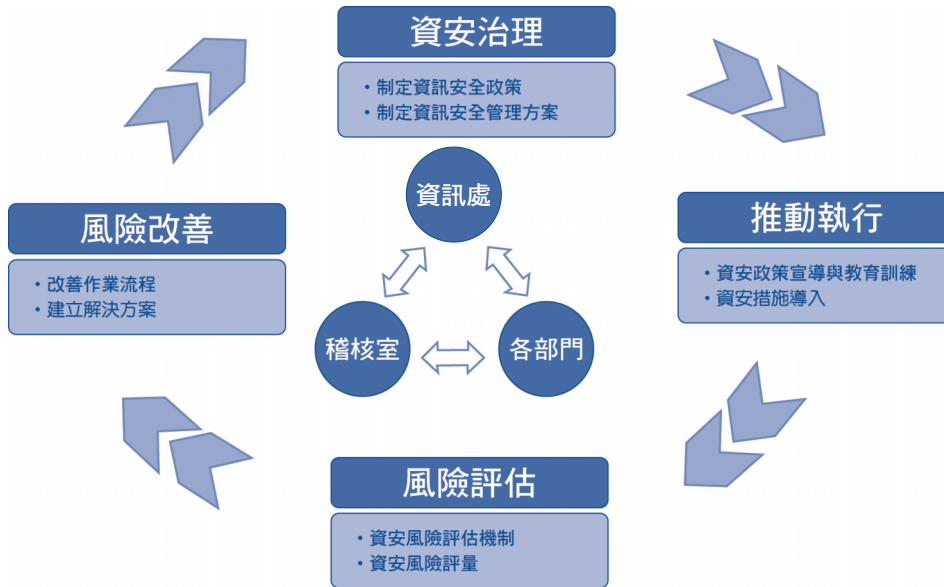 資安治理
・制定資訊安全政策
・制定資訊安全管理方案
資訊處
風險改善
・改善作業流程
・建立解決方案
推動執行
・資安政策宣導與教育訓練
・資安措施導入
稽核室
各部門
風險評估
・資安風險評估機制
・資安風險評量